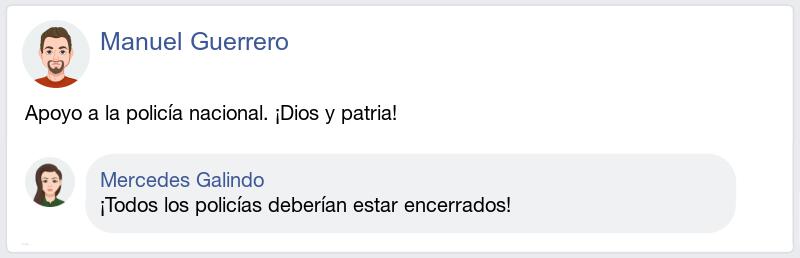 Manuel Guerrero
Apoyo a la policía nacional. ¡Dios y patria!
Mercedes Galindo
¡Todos los policías deberían estar encerrados!